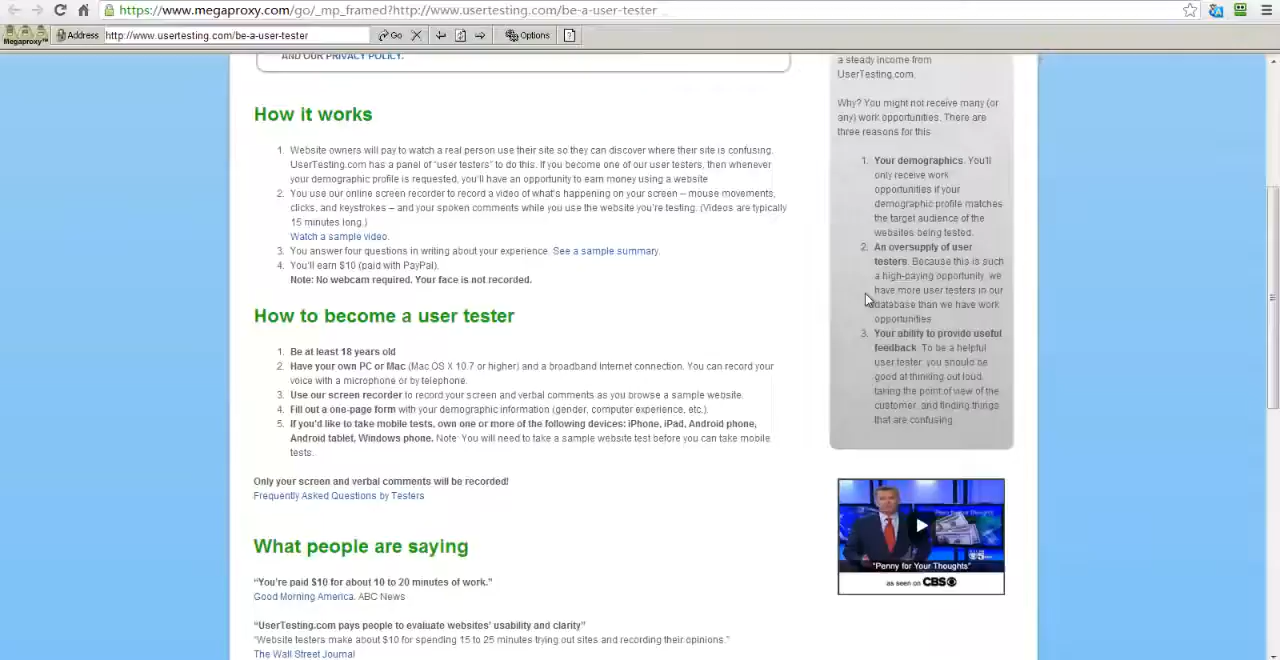 https://www.megaproxy.com/go/_mp_framed?http://www.usertesting.com/be-a-user-tester
Megaproxy
Address
http://www.usertesting.com/be-a-user-tester
Go
Options
AND OUR PRIVACY POLICY.
How it works
1. Website owners will pay to watch a real person use their site so they can discover where their site is confusing.
UserTesting.com has a panel of "user testers" to do this. If you become one of our user testers, then whenever
your demographic profile is requested, you'll have an opportunity to earn money using a website
2. You use our online screen recorder to record a video of what's happening on your screen – mouse movements,
clicks, and keystrokes – and your spoken comments while you use the website you're testing. (Videos are typically
15 minutes long.)
Watch a sample video.
3. You answer four questions in writing about your experience. See a sample summary.
4. You'll earn $10 (paid with PayPal).
Note: No webcam required. Your face is not recorded.
How to become a user tester
1. Be at least 18 years old
2. Have your own PC or Mac (Mac OS X 10.7 or higher) and a broadband Internet connection. You can record your
voice with a microphone or by telephone.
3. Use our screen recorder to record your screen and verbal comments as you browse a sample website.
4. Fill out a one-page form with your demographic information (gender, computer experience, etc.).
5. If you'd like to take mobile tests, own one or more of the following devices: iPhone, iPad, Android phone,
Android tablet, Windows phone. Note: You will need to take a sample website test before you can take mobile
tests.
Only your screen and verbal comments will be recorded!
Frequently Asked Questions by Testers
What people are saying
"You're paid $10 for about 10 to 20 minutes of work."
Good Morning America. ABC News
"UserTesting.com pays people to evaluate websites' usability and clarity"
"Website testers make about $10 for spending 15 to 25 minutes trying out sites and recording their opinions."
The Wall Street Journal
a steady income from
UserTesting.com.
Why? You might not receive many (or
any) work opportunities. There are
three reasons for this
1. Your demographics. You'll
only receive work
opportunities if your
demographic profile matches
the target audience of the
websites being tested.
2. An oversupply of user
testers. Because this is such
a high-paying opportunity, we
have more user testers in our
database than we have work
opportunities
3. Your ability to provide useful
feedback. To be a helpful
user tester, you should be
good at thinking out loud,
taking the point of view of the
customer, and finding things
that are confusing
"Penny for Your Thoughts"
as seen on CBS